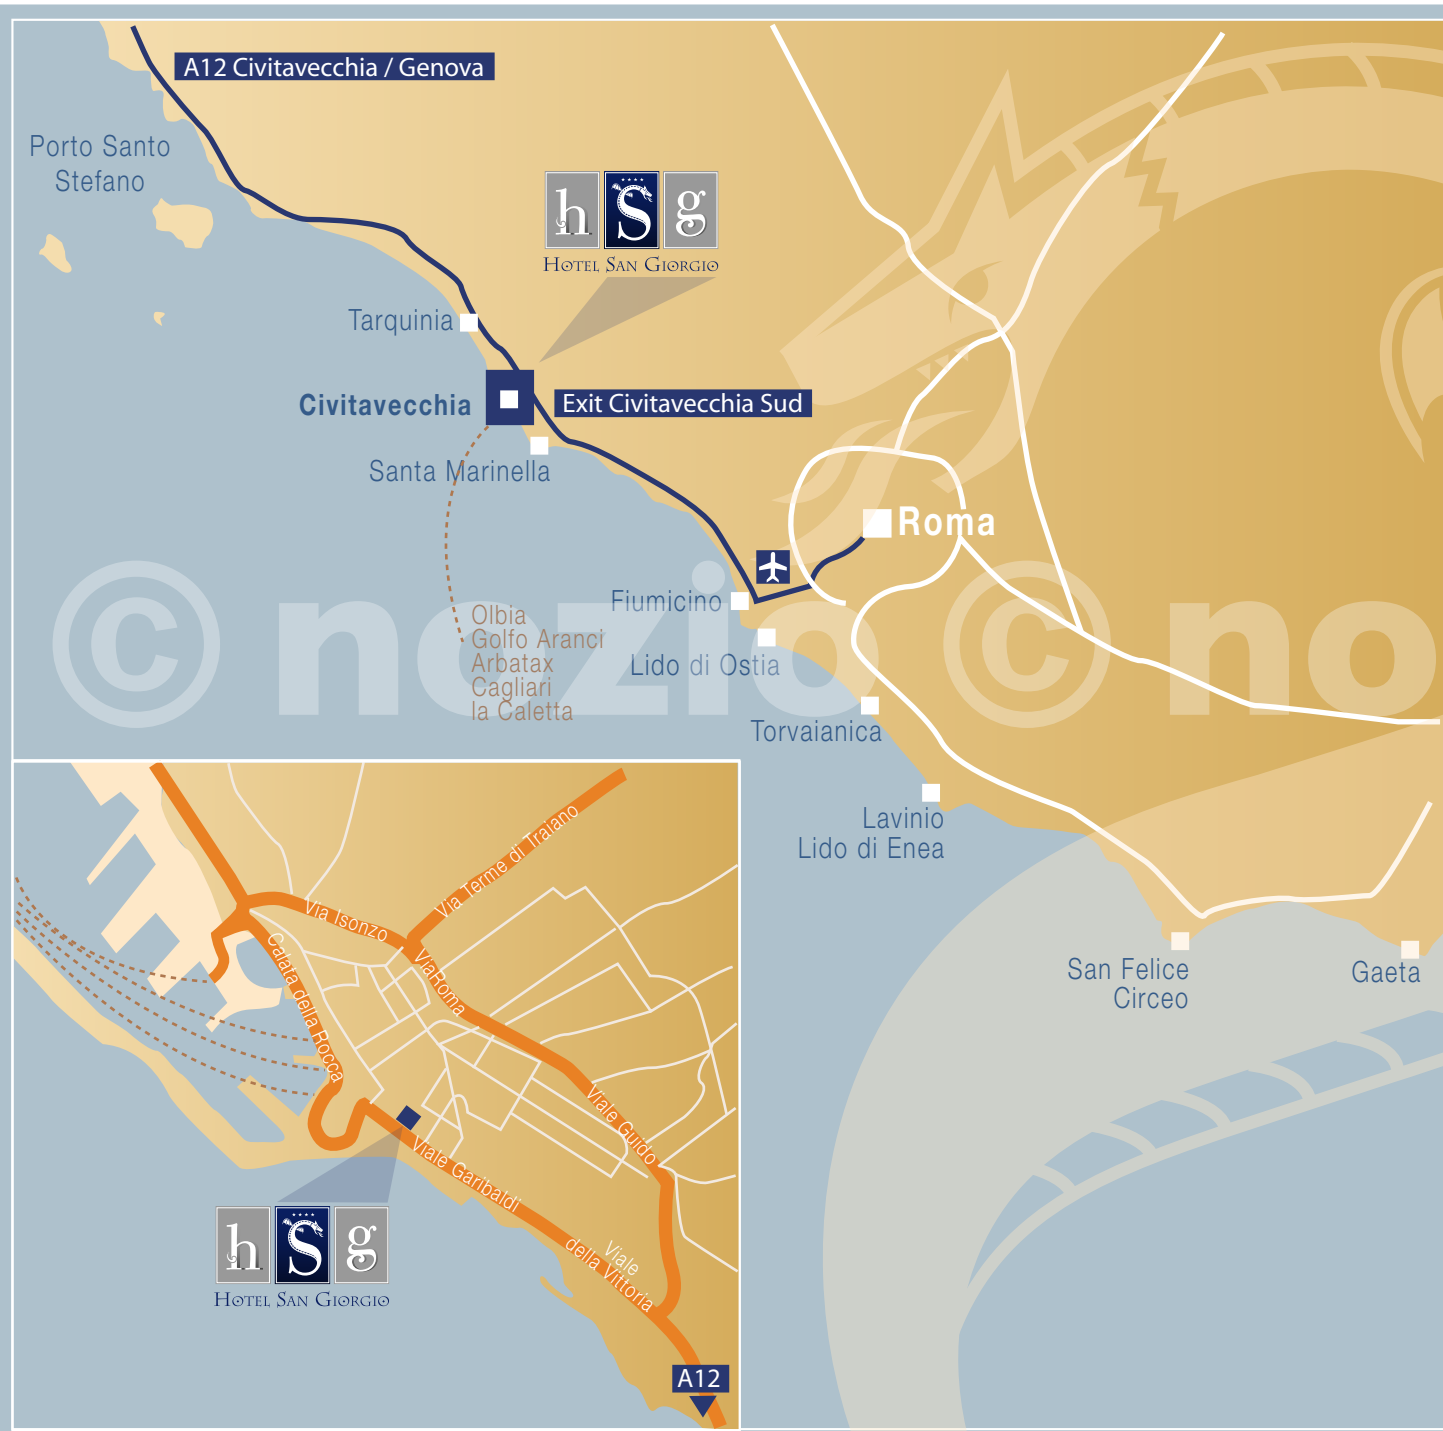 A12 Civitavecchia / Genova
Porto Santo
Stefano
hSg
HOTEL SAN GIORGIO
Tarquinia
Civitavecchia
Exit Civitavecchia Sud
Santa Marinella
Roma
Fiumicino
Olbia
Golfo Aranci
Arbatax
Cagliari
la Caletta
Lido di Ostia
© nozio © no
Torvaianica
Lavinio
Lido di Enea
San Felice
Circeo
Gaeta
Via Terme di Traiano
Via Isonzo
Calata della Rocca
ViaRoma
Viale Guido
Viale Garibaldi
Viale
della Vittoria
hSg
HOTEL SAN GIORGIO
A12